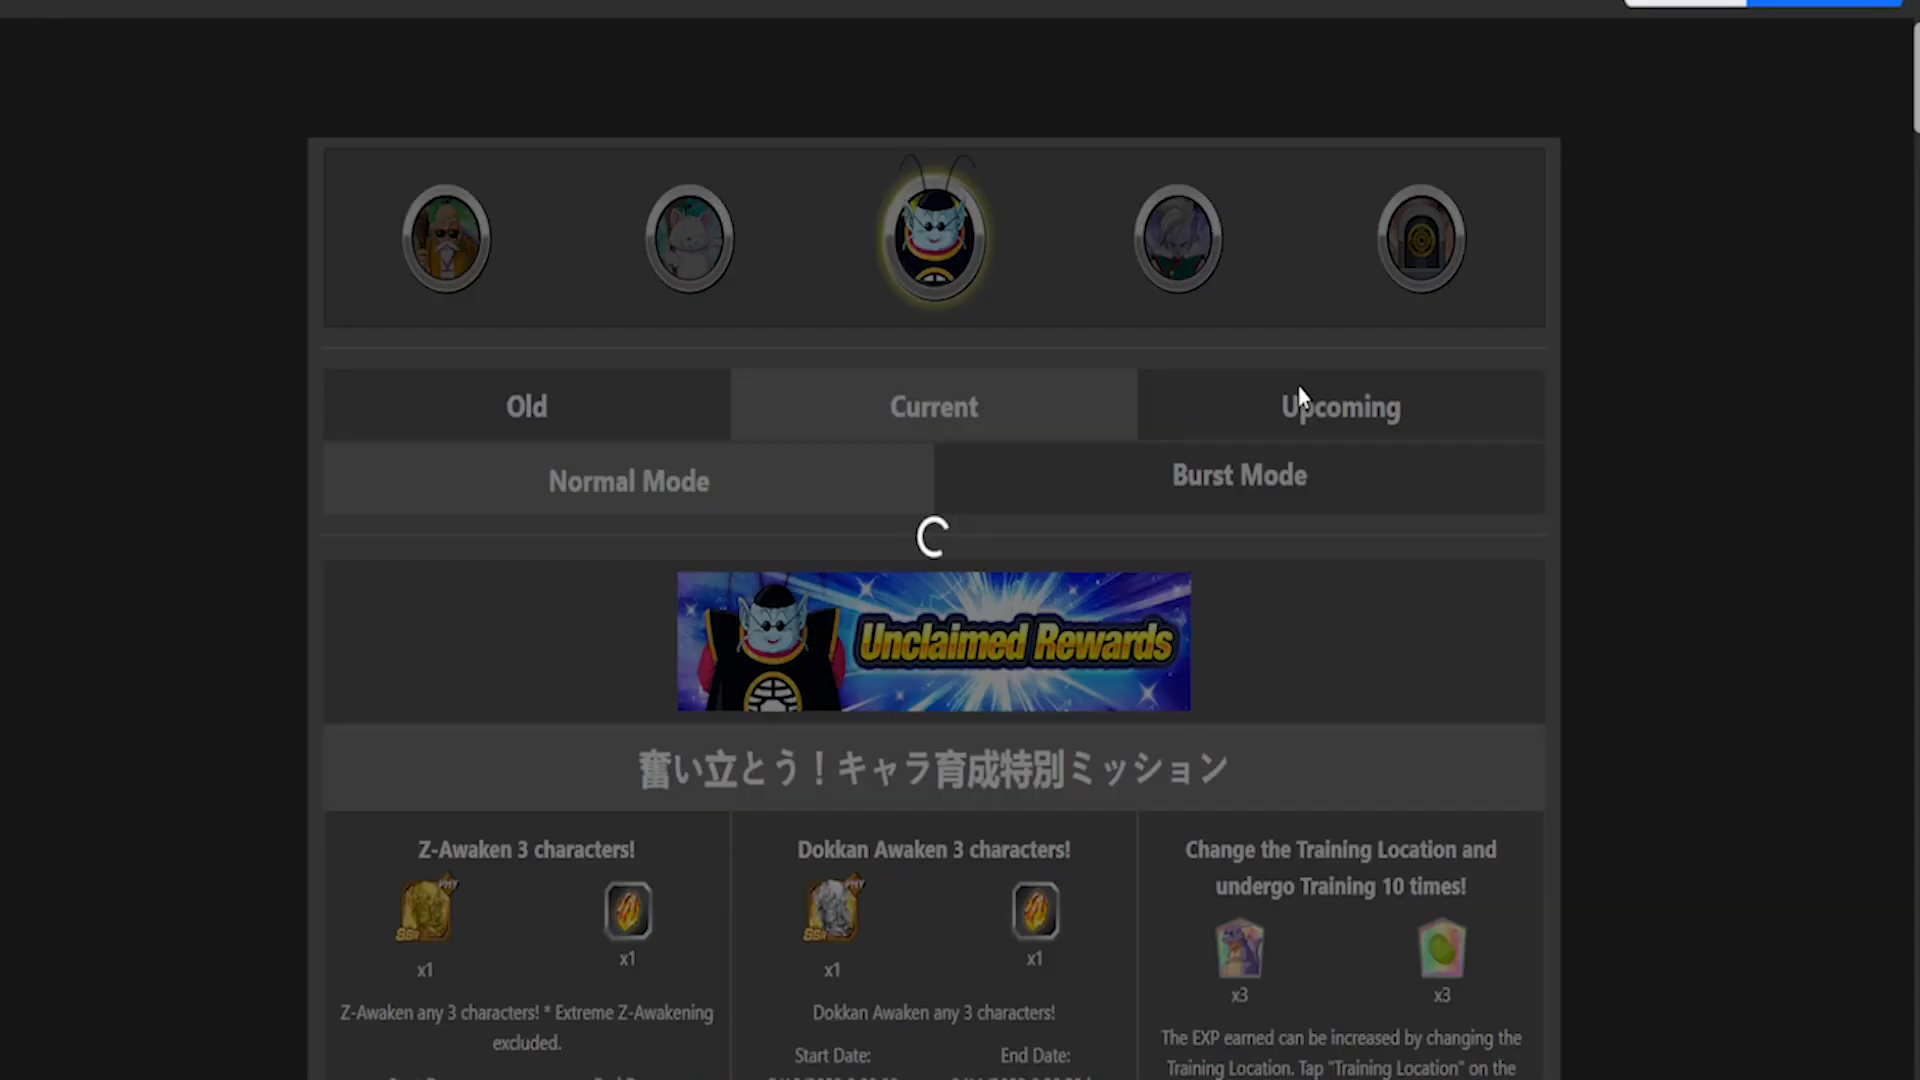 Old
Current
Upcoming
Normal Mode
Burst Mode
Unclaimed Rewards
奮い立とう！キャラ育成特別ミッション
Z-Awaken 3 characters!
Dokkan Awaken 3 characters!
Change the Training Location and
undergo Training 10 times!
PHY
SSR
PHY
SSR
x1
x1
x1
x1
x3
x3
Z-Awaken any 3 characters! * Extreme Z-Awakening
excluded.
Dokkan Awaken any 3 characters!
Start Date:
End Date:
The EXP earned can be increased by changing the
Training Location. Tap "Training Location" on the